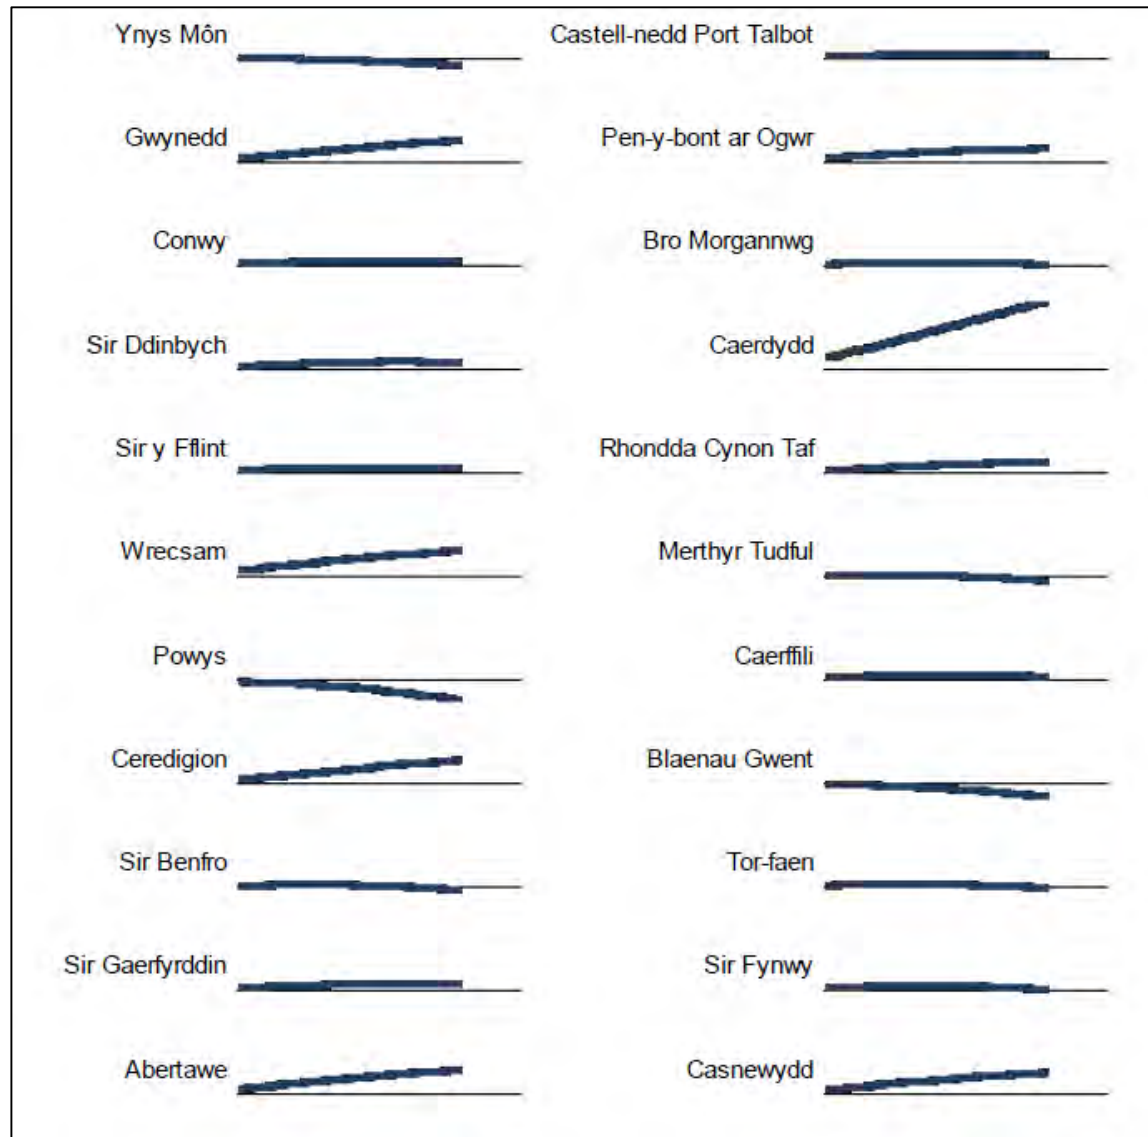 Ynys Môn
Gwynedd
Conwy
Sir Ddinbych
Sir y Fflint
Wrecsam
Powys
Ceredigion
Sir Benfro
Sir Gaerfyrddin
Abertawe
Castell-nedd Port Talbot
Pen-y-bont ar Ogwr
Bro Morgannwg
Caerdydd
Rhondda Cynon Taf
Merthyr Tudful
Caerffili
Blaenau Gwent
Tor-faen
Sir Fynwy
Casnewydd